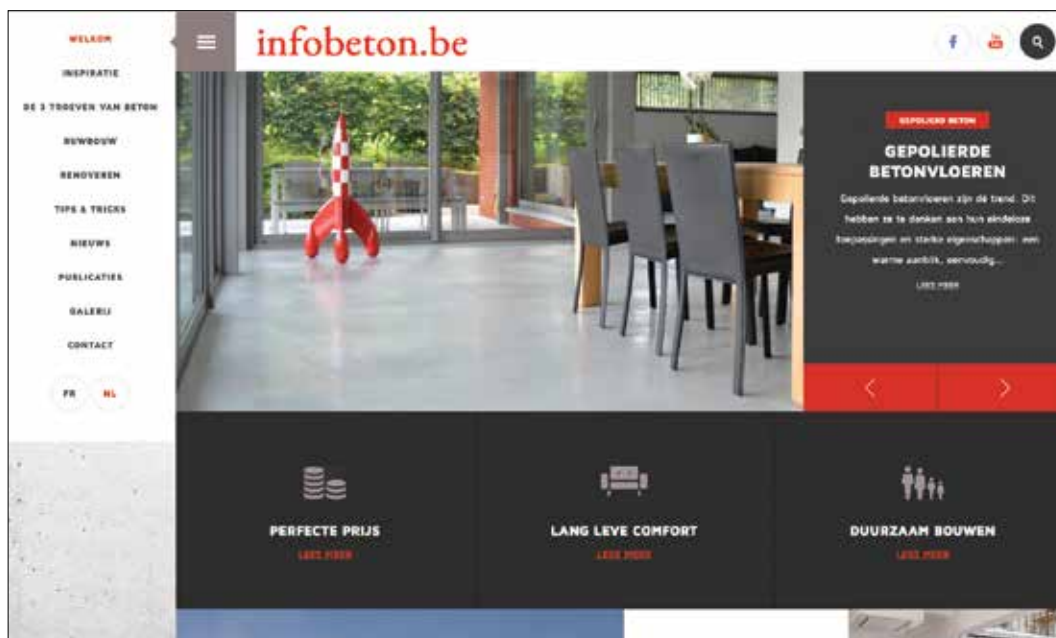 WELKOM
INSPIRATIE
DE 3 TROEVEN VAN BETON
RUWBOUW
RENOVEREN
TIPS & TRICKS
NIEUWS
PUBLICATIES
GALERIJ
CONTACT
FR NL
infobeton.be
GEPOLIERD BETON
GEPOLIERDE
BETONVLOEREN
Gepolierde betonvloeren zijn dé trend. Dit
hebben ze te danken aan hun eindeloze
toepassingen en sterke eigenschappen: een
warme aanblik, eenvoudig...
LEES MEER
PERFECTE PRIJS
LEES MEER
LANG LEVE COMFORT
LEES MEER
DUURZAAM BOUWEN
LEES MEER